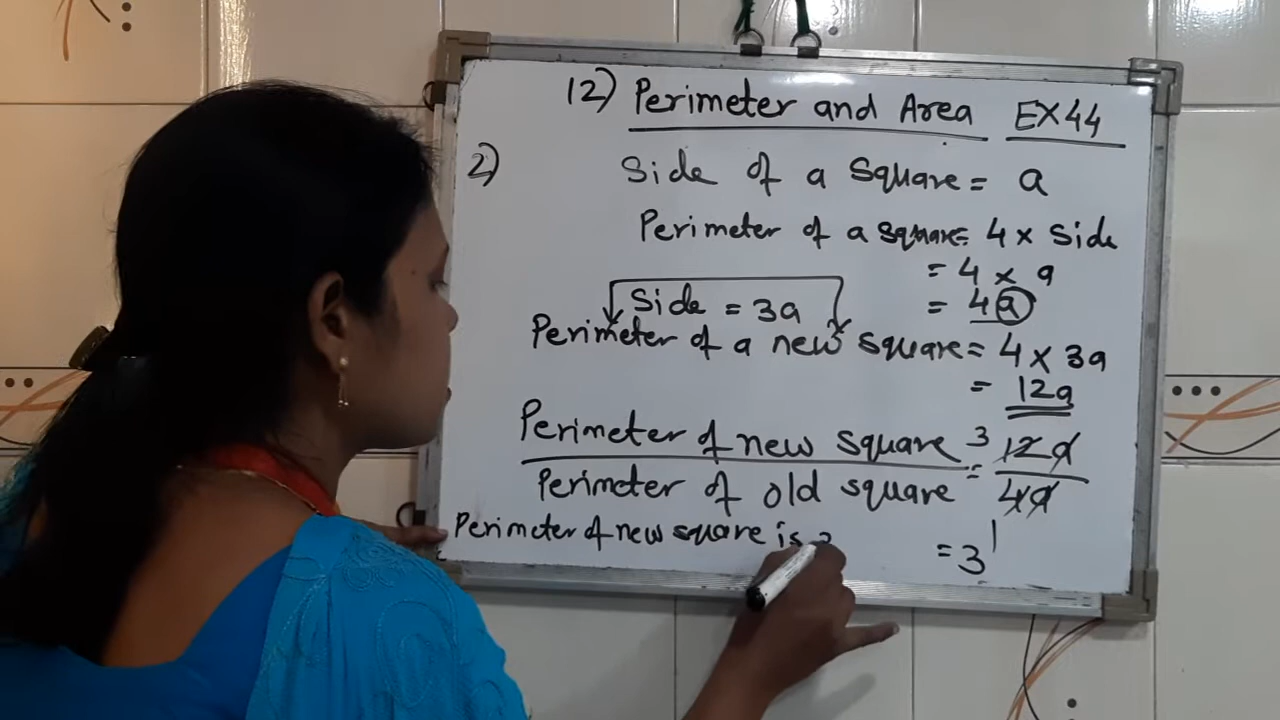 12) Perimeter and Area EX44
2) Side of a square = a
Perimeter of a square = 4 x side
= 4 x a
Side = 3a = 4a
Perimeter of a new square = 4 x 3a
= 12a
Perimeter of new square = 3 12a
Perimeter of old square 4a
1
Perimeter of new square is = 3